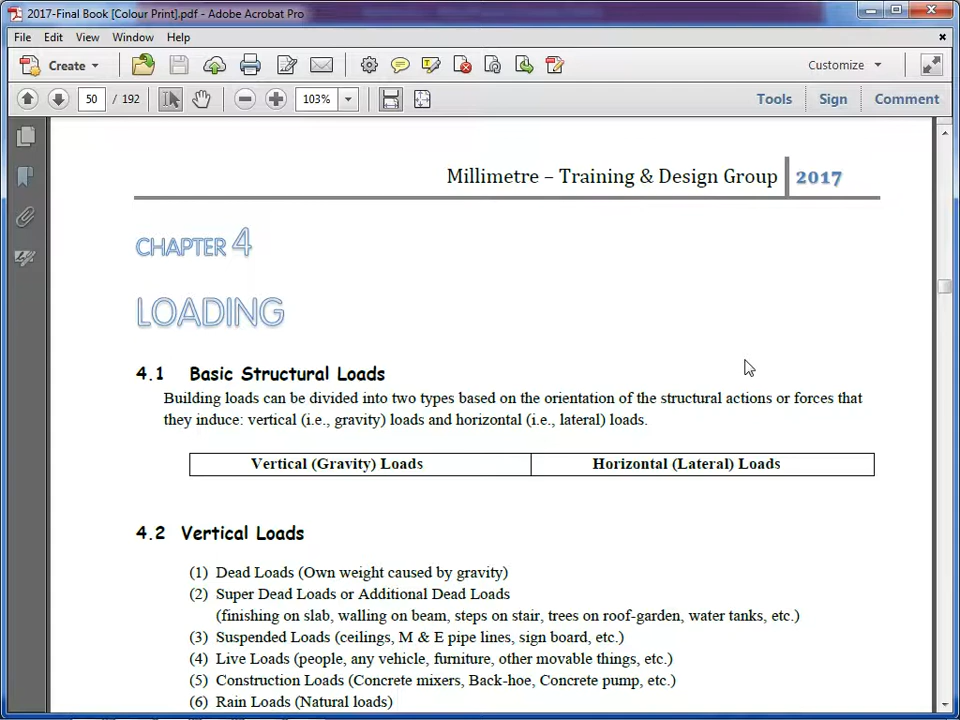 2017-Final Book [Colour Print].pdf - Adobe Acrobat Pro
File Edit View Window Help
Create Customize
50 / 192 103% Tools Sign Comment
Millimetre – Training & Design Group 2017
CHAPTER 4
LOADING
4.1 Basic Structural Loads
Building loads can be divided into two types based on the orientation of the structural actions or forces that
they induce: vertical (i.e., gravity) loads and horizontal (i.e., lateral) loads.
Vertical (Gravity) Loads Horizontal (Lateral) Loads
4.2 Vertical Loads
(1) Dead Loads (Own weight caused by gravity)
(2) Super Dead Loads or Additional Dead Loads
(finishing on slab, walling on beam, steps on stair, trees on roof-garden, water tanks, etc.)
(3) Suspended Loads (ceilings, M & E pipe lines, sign board, etc.)
(4) Live Loads (people, any vehicle, furniture, other movable things, etc.)
(5) Construction Loads (Concrete mixers, Back-hoe, Concrete pump, etc.)
(6) Rain Loads (Natural loads)